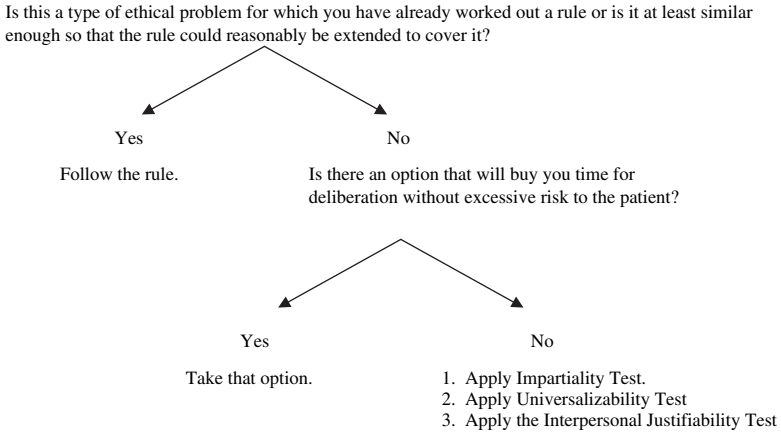 Is this a type of ethical problem for which you have already worked out a rule or is it at least similar
enough so that the rule could reasonably be extended to cover it?
Yes
No
Follow the rule.
Is there an option that will buy you time for
deliberation without excessive risk to the patient?
Yes
No
Take that option.
1. Apply Impartiality Test.
2. Apply Universalizability Test
3. Apply the Interpersonal Justifiability Test